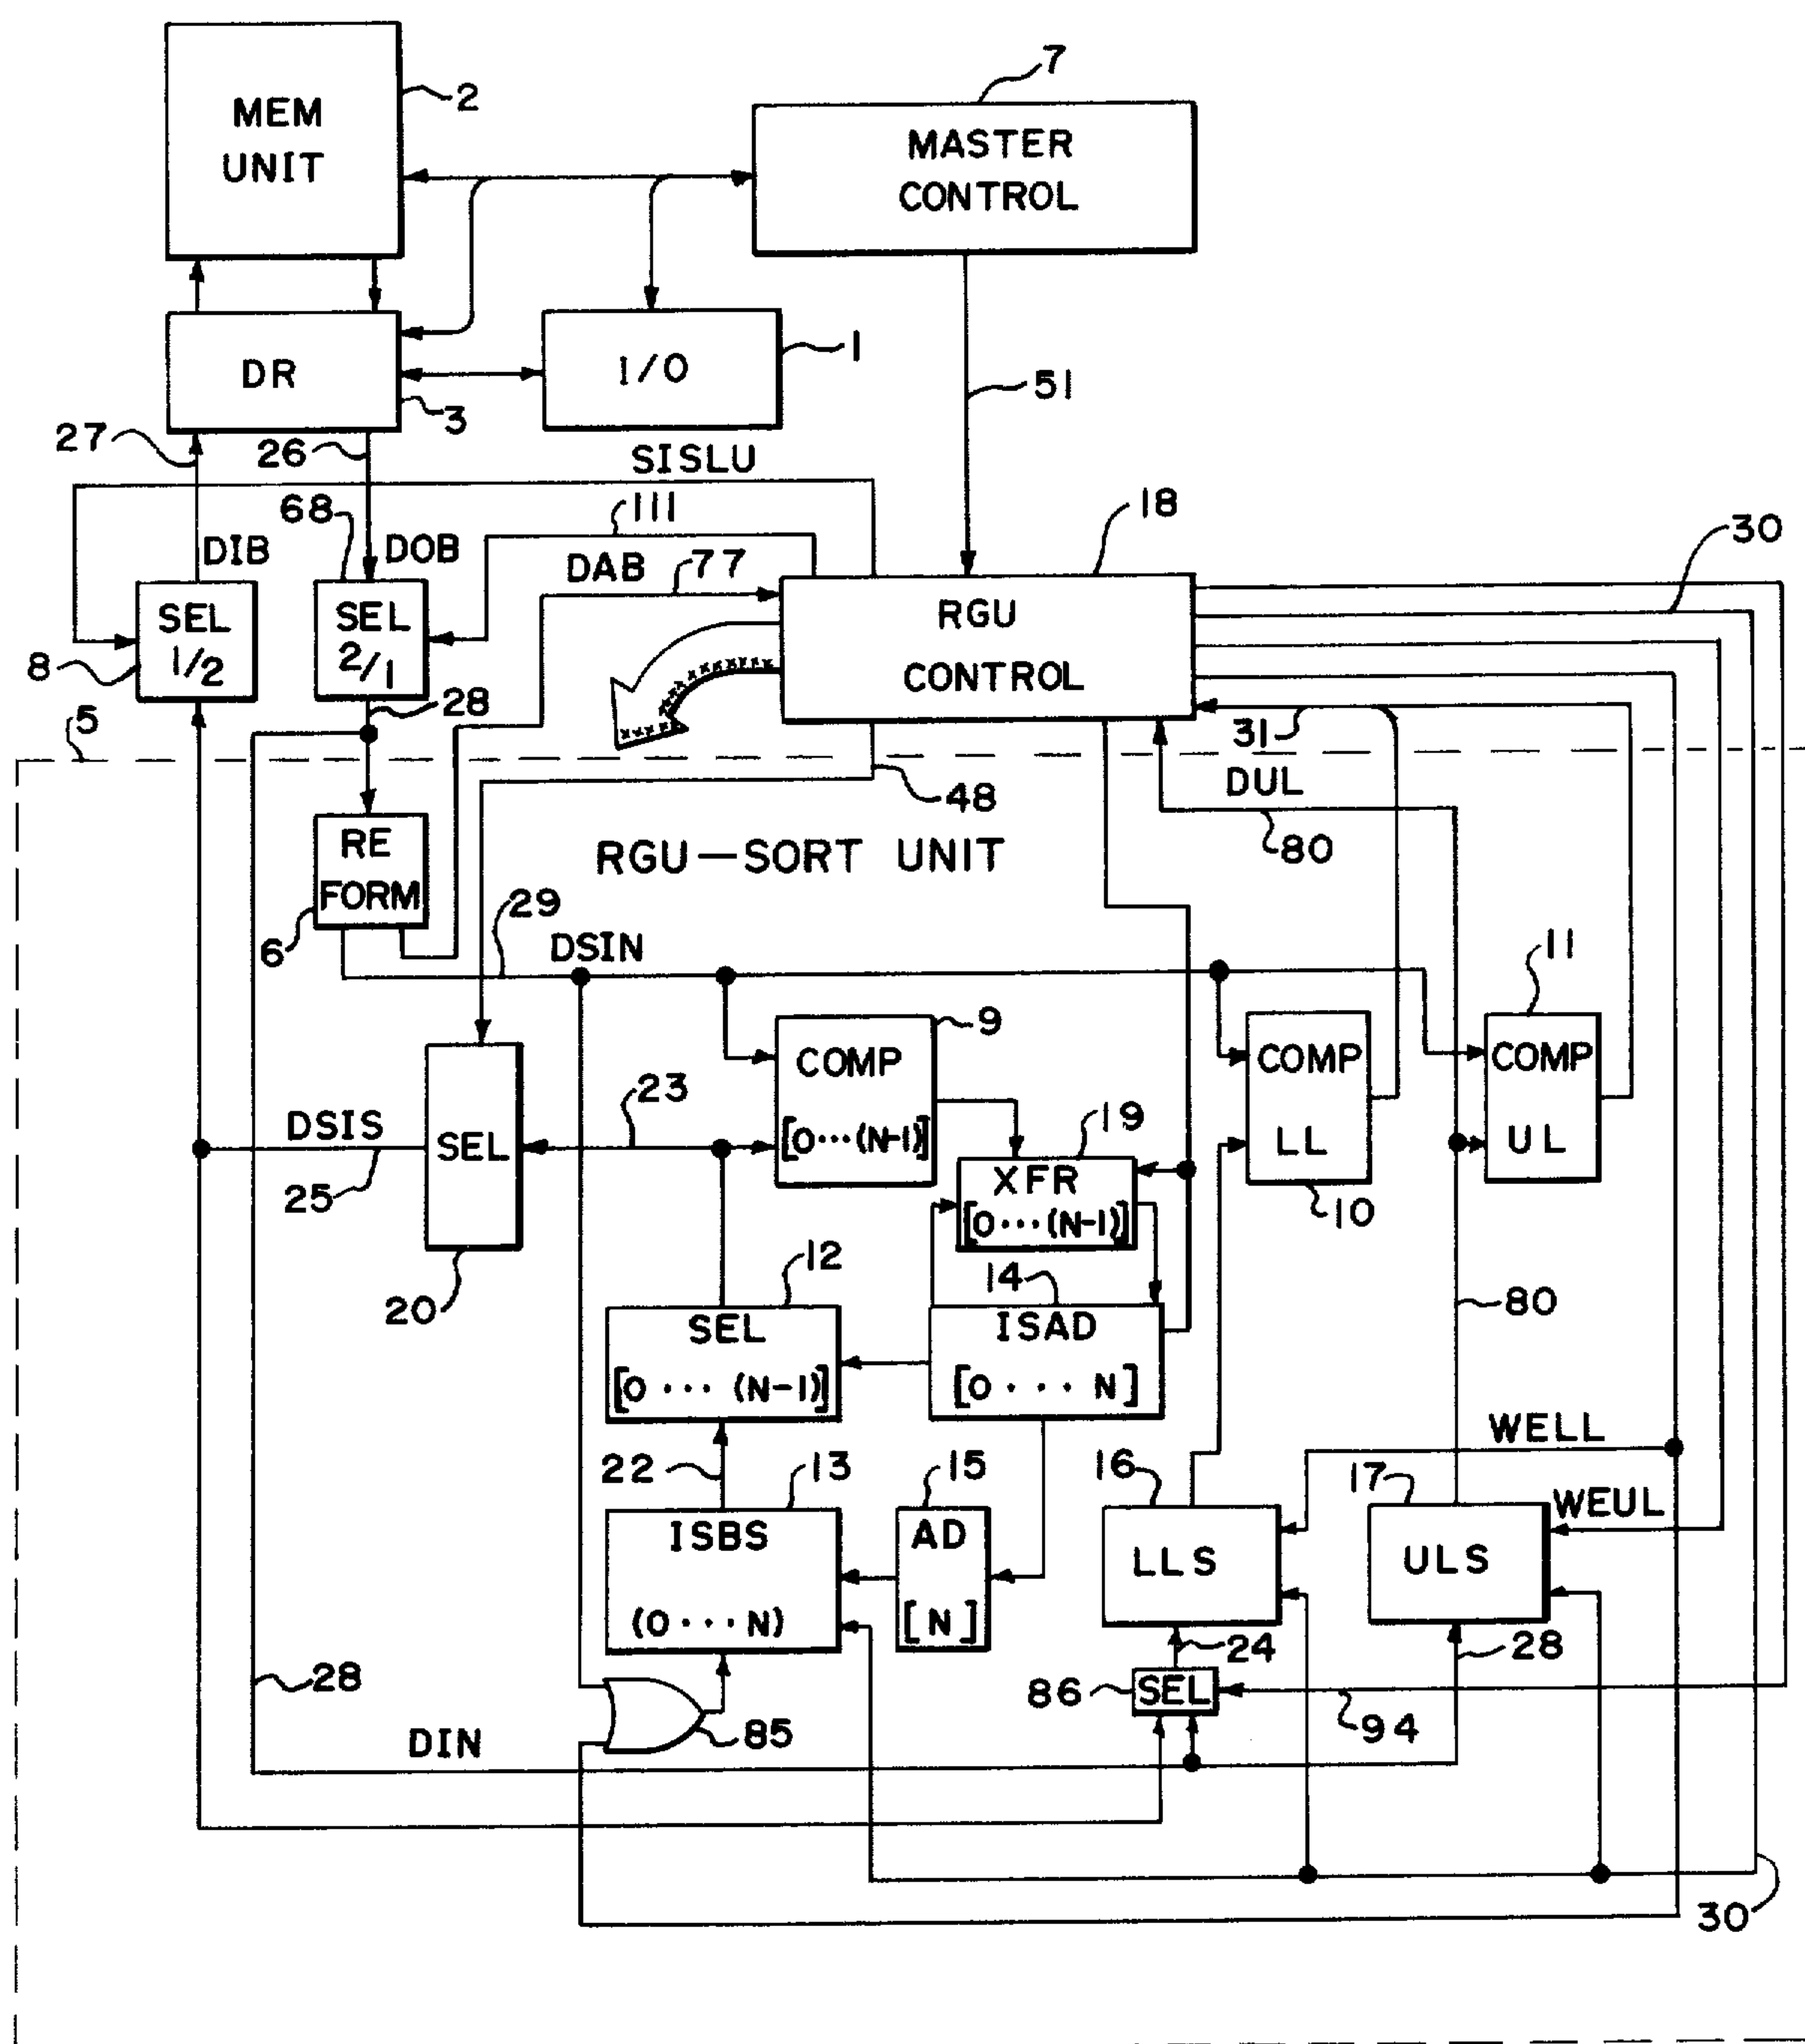 MEM
UNIT
2
7
MASTER
CONTROL
DR
3
I/O
1
51
27
26
SISLU
68
111
18
30
DIB
DOB
DAB
77
SEL
1/2
8
SEL
2/1
RGU
CONTROL
28
5
31
DUL
48
80
RE
FORM
6
RGU—SORT UNIT
29
DSIN
9
11
COMP
[0···(N-1)]
COMP
LL
10
COMP
UL
23
19
DSIS
SEL
25
20
XFR
[0···(N-1)]
12
14
80
SEL
[0 ··· (N-1)]
ISAD
[0 ··· N]
WELL
22
13
15
16
17
WEUL
ISBS
(0 ··· N)
AD
[N]
LLS
ULS
24
28
28
86
SEL
94
85
DIN
30